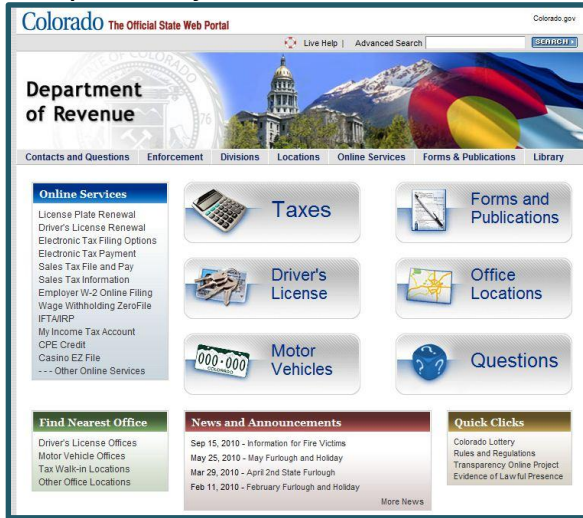 Colorado The Official State Web Portal
Colorado.gov
Live Help | Advanced Search SEARCH
Department
of Revenue
Contacts and Questions Enforcement Divisions Locations Online Services Forms & Publications Library
Online Services
License Plate Renewal
Driver's License Renewal
Electronic Tax Filing Options
Electronic Tax Payment
Sales Tax File and Pay
Sales Tax Information
Employer W-2 Online Filing
Wage Withholding ZeroFile
IFTA/IRP
My Income Tax Account
CPE Credit
Casino EZ File
--- Other Online Services
Taxes
Forms and
Publications
Driver's
License
Office
Locations
000·000
COLORADO
Motor
Vehicles
Questions
Find Nearest Office
Driver's License Offices
Motor Vehicle Offices
Tax Walk-in Locations
Other Office Locations
News and Announcements
Sep 15, 2010 - Information for Fire Victims
May 25, 2010 - May Furlough and Holiday
Mar 29, 2010 - April 2nd State Furlough
Feb 11, 2010 - February Furlough and Holiday
More News
Quick Clicks
Colorado Lottery
Rules and Regulations
Transparency Online Project
Evidence of Lawful Presence